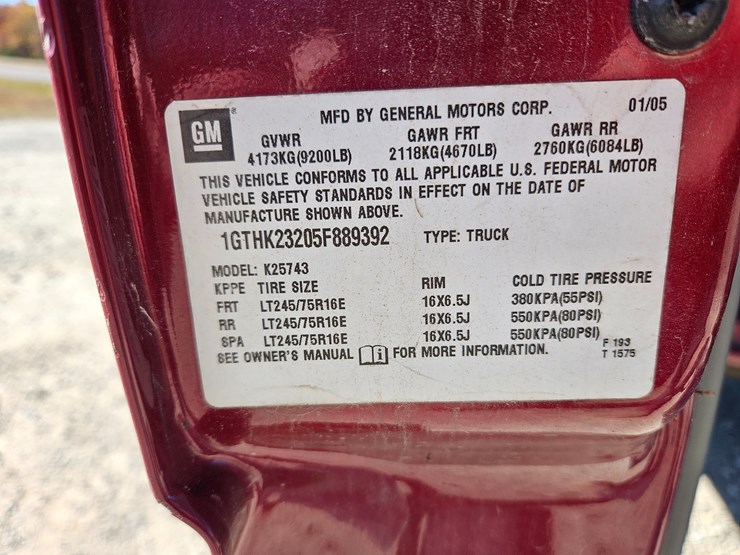 GM ®
MFD BY GENERAL MOTORS CORP. 01/05
GVWR GAWR FRT GAWR RR
4173KG(9200LB) 2118KG(4670LB) 2760KG(6084LB)
THIS VEHICLE CONFORMS TO ALL APPLICABLE U.S. FEDERAL MOTOR
VEHICLE SAFETY STANDARDS IN EFFECT ON THE DATE OF
MANUFACTURE SHOWN ABOVE.
1GTHK23205F889392 TYPE: TRUCK
MODEL: K25743
KPPE TIRE SIZE RIM COLD TIRE PRESSURE
FRT LT245/75R16E 16X6.5J 380KPA(55PSI)
RR LT245/75R16E 16X6.5J 550KPA(80PSI)
SPA LT245/75R16E 16X6.5J 550KPA(80PSI)
SEE OWNER'S MANUAL i FOR MORE INFORMATION.
F 193
T 1575